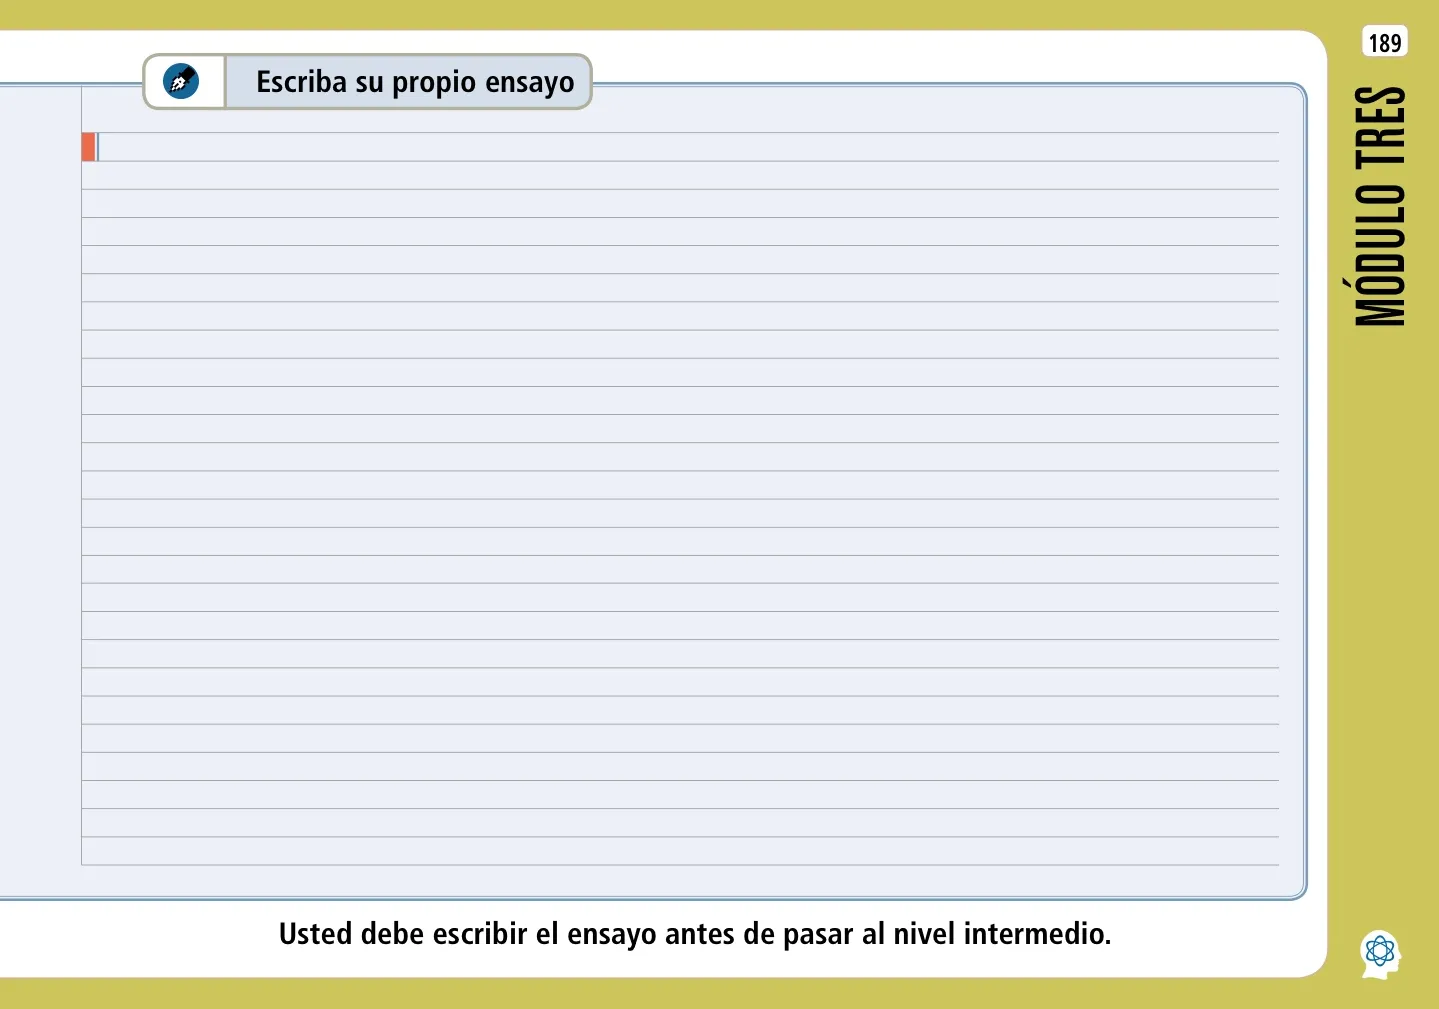 189
Escriba su propio ensayo
MÓDULO TRES
Usted debe escribir el ensayo antes de pasar al nivel intermedio.